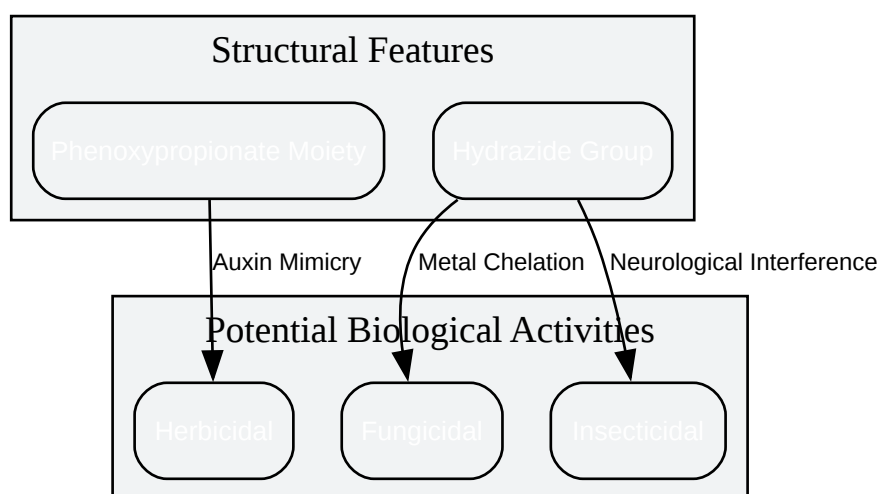 Structural Features
Phenoxypropionate Moiety
Hydrazide Group
Auxin Mimicry
Metal Chelation
Neurological Interference
Potential Biological Activities
Herbicidal
Fungicidal
Insecticidal